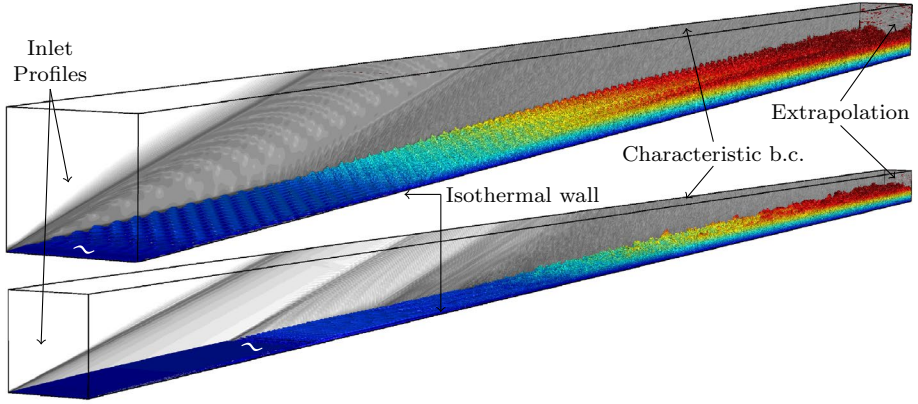 Inlet
Profiles
Extrapolation
Characteristic b.c.
Isothermal wall
~
~